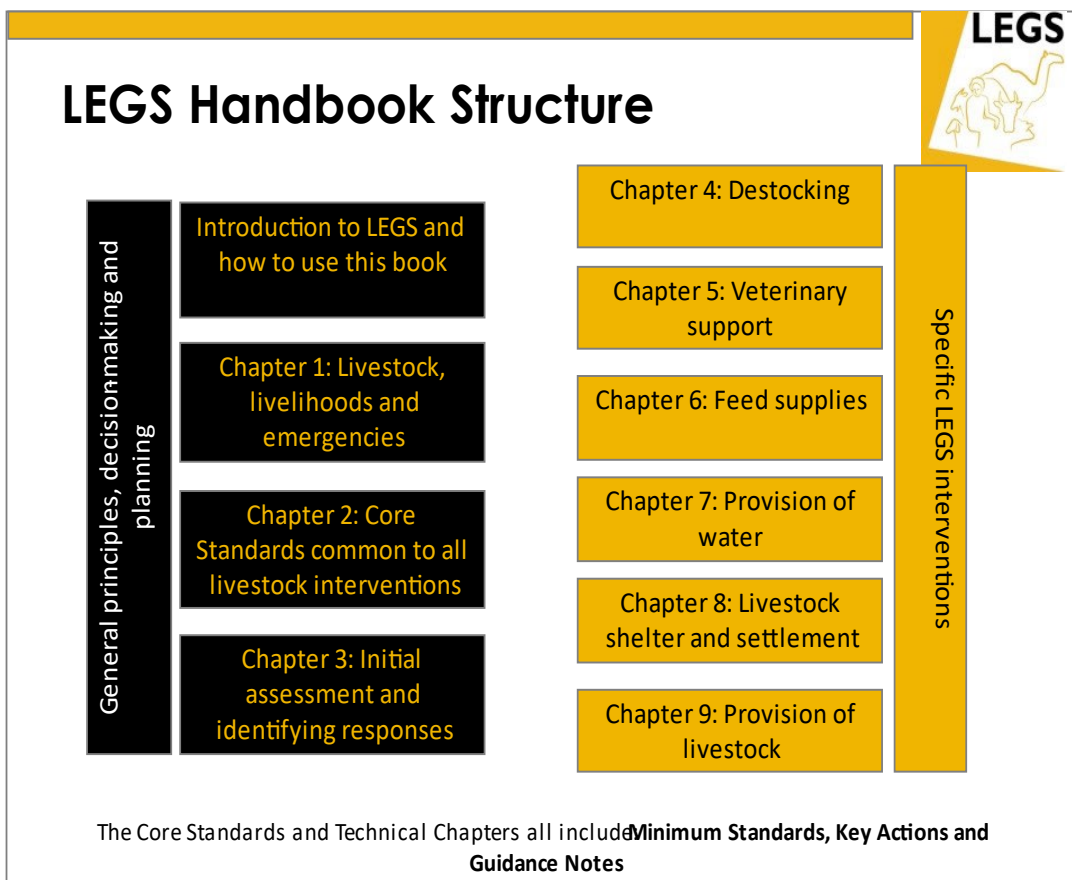 LEGS
LEGS Handbook Structure
General principles, decision-making and
planning
Introduction to LEGS and
how to use this book
Chapter 1: Livestock,
livelihoods and
emergencies
Chapter 2: Core
Standards common to all
livestock interventions
Chapter 3: Initial
assessment and
identifying responses
Chapter 4: Destocking
Chapter 5: Veterinary
support
Chapter 6: Feed supplies
Chapter 7: Provision of
water
Chapter 8: Livestock
shelter and settlement
Chapter 9: Provision of
livestock
Specific LEGS interventions
The Core Standards and Technical Chapters all include Minimum Standards, Key Actions and
Guidance Notes